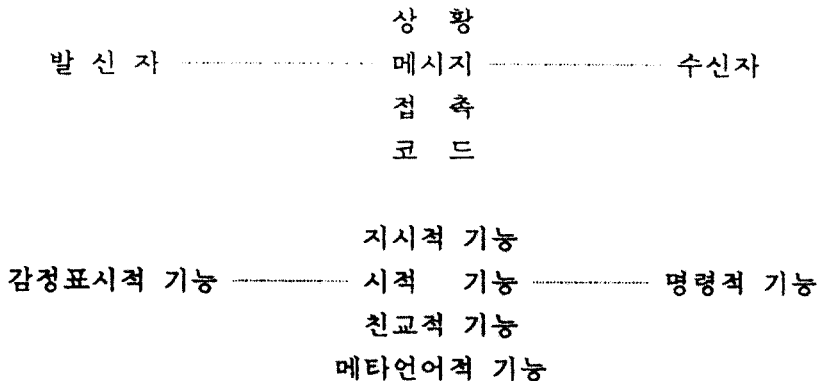 상 황
발 신 자 메시지 수신자
접 촉
코 드
지시적 기능
감정표시적 기능 시적 기능 명령적 기능
친교적 기능
메타언어적 기능